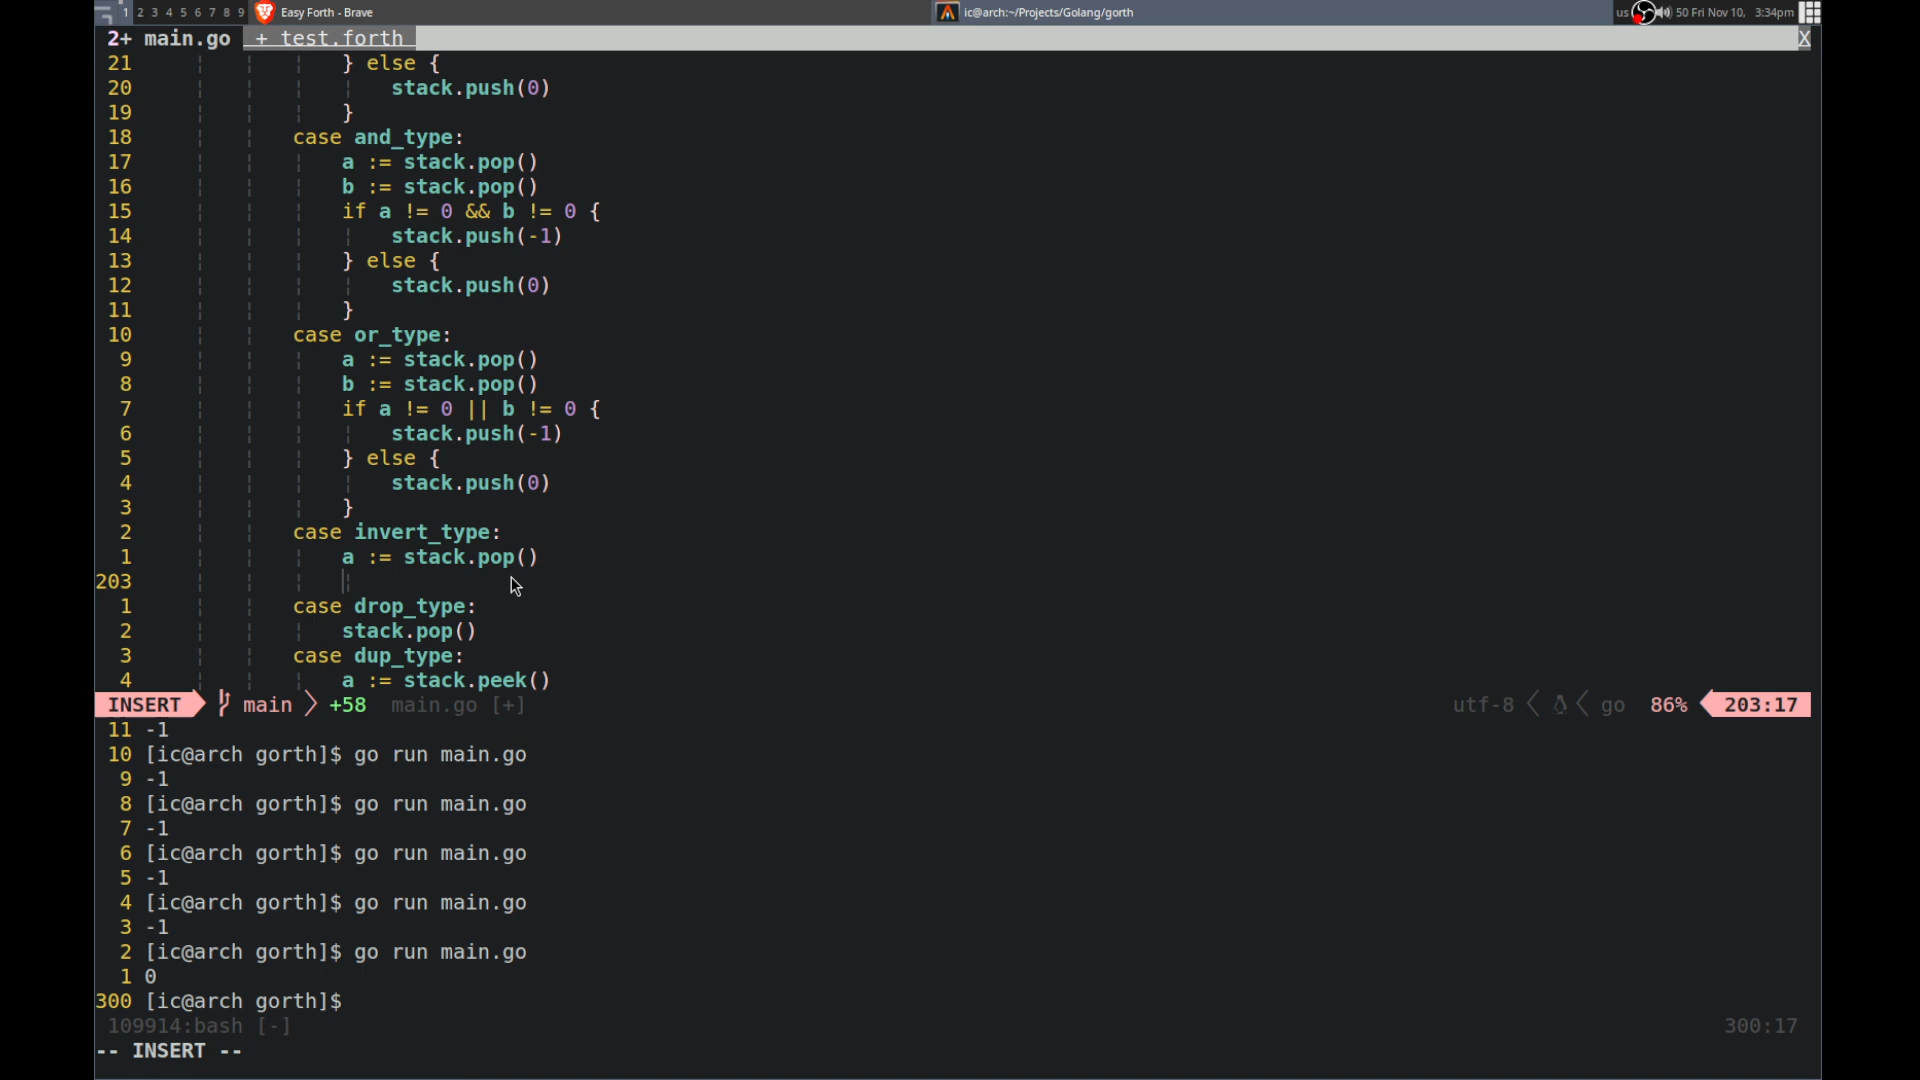 1 2 3 4 5 6 7 8 9 Easy Forth - Brave ic@arch:~/Projects/Golang/gorth us 50 Fri Nov 10, 3:34pm
2+ main.go + test.forth X
21 } else {
20 stack.push(0)
19 }
18 case and_type:
17 a := stack.pop()
16 b := stack.pop()
15 if a != 0 && b != 0 {
14 stack.push(-1)
13 } else {
12 stack.push(0)
11 }
10 case or_type:
9 a := stack.pop()
8 b := stack.pop()
7 if a != 0 || b != 0 {
6 stack.push(-1)
5 } else {
4 stack.push(0)
3 }
2 case invert_type:
1 a := stack.pop()
203
1 case drop_type:
2 stack.pop()
3 case dup_type:
4 a := stack.peek()
INSERT main +58 main.go [+] utf-8 go 86% 203:17
11 -1
10 [ic@arch gorth]$ go run main.go
9 -1
8 [ic@arch gorth]$ go run main.go
7 -1
6 [ic@arch gorth]$ go run main.go
5 -1
4 [ic@arch gorth]$ go run main.go
3 -1
2 [ic@arch gorth]$ go run main.go
1 0
300 [ic@arch gorth]$
109914:bash [-] 300:17
-- INSERT --